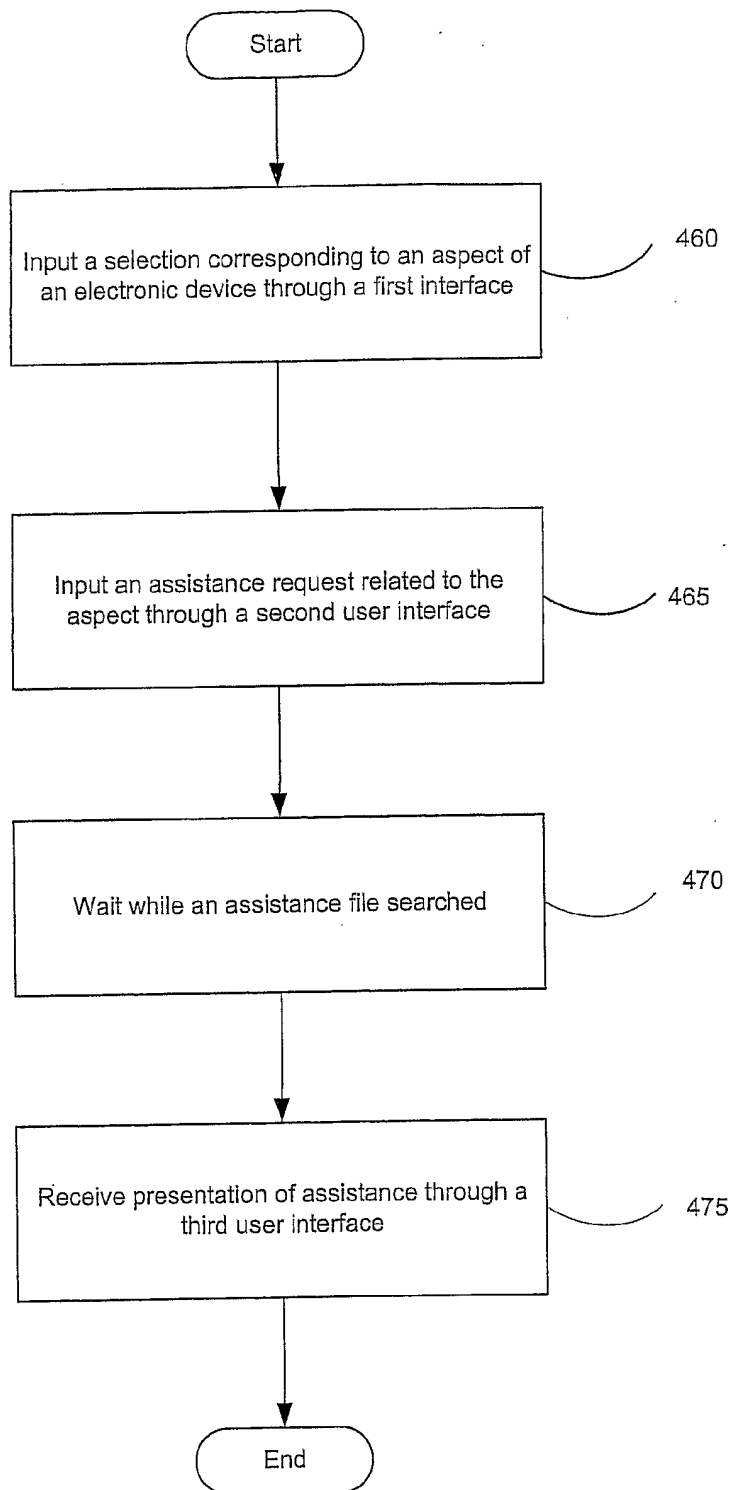 Start
Input a selection corresponding to an aspect of
an electronic device through a first interface
460
Input an assistance request related to the
aspect through a second user interface
465
Wait while an assistance file searched
470
Receive presentation of assistance through a
third user interface
475
End